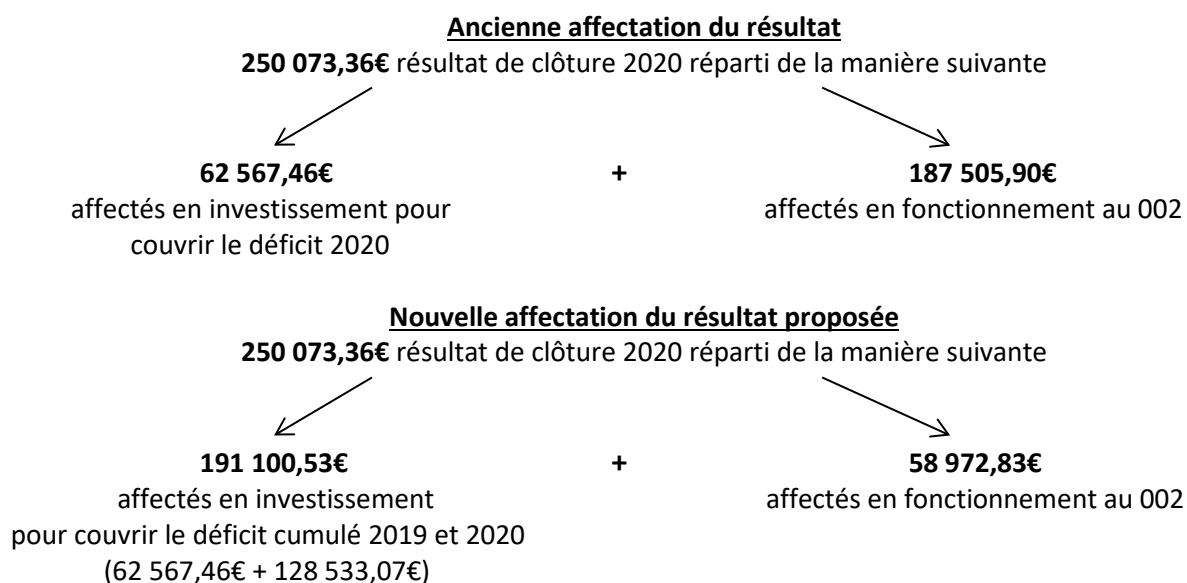 Ancienne affectation du résultat
250 073,36€ résultat de clôture 2020 réparti de la manière suivante
62 567,46€ + 187 505,90€
affectés en investissement pour affectés en fonctionnement au 002
couvrir le déficit 2020
Nouvelle affectation du résultat proposée
250 073,36€ résultat de clôture 2020 réparti de la manière suivante
191 100,53€ + 58 972,83€
affectés en investissement affectés en fonctionnement au 002
pour couvrir le déficit cumulé 2019 et 2020
(62 567,46€ + 128 533,07€)